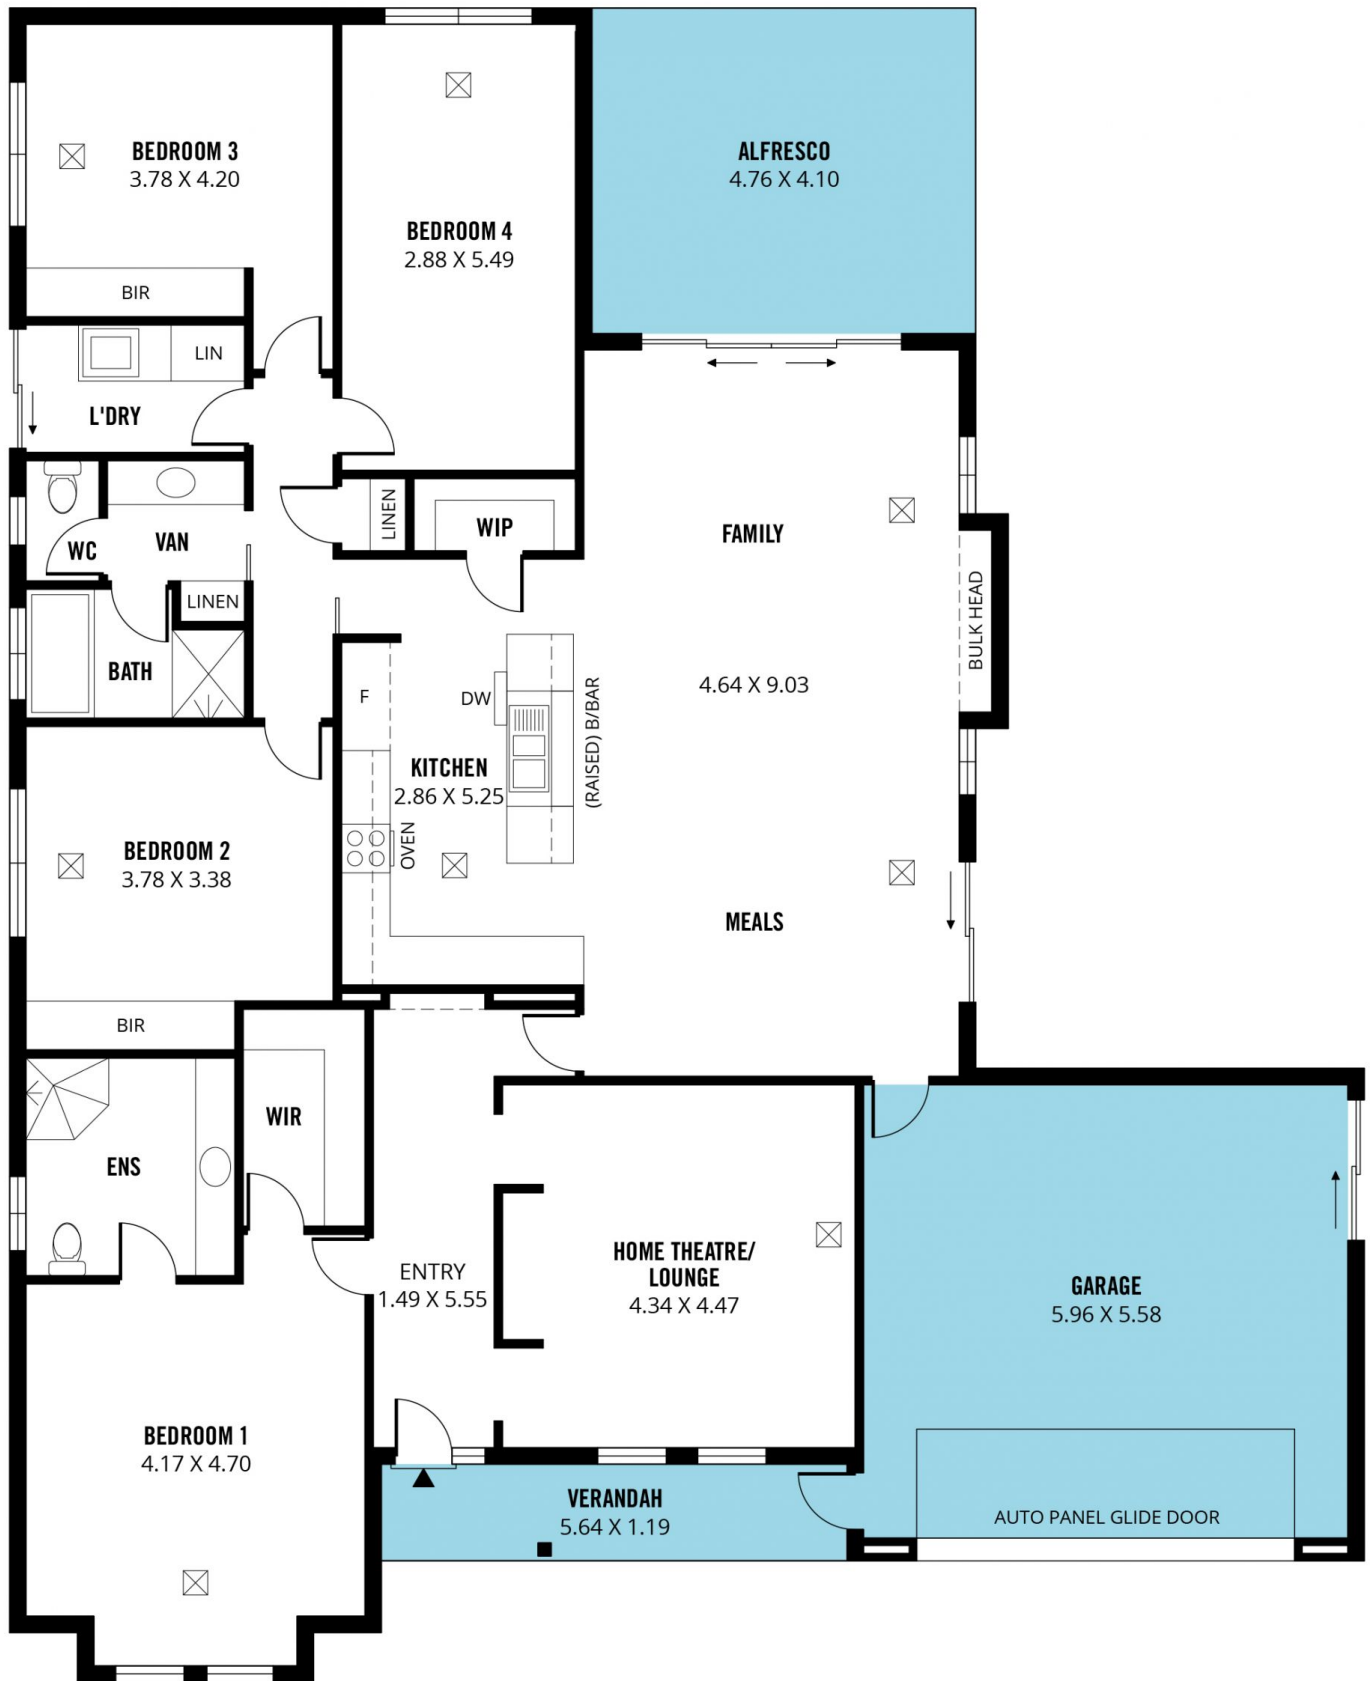 BEDROOM 3
3.78 X 4.20
BIR
BEDROOM 4
2.88 X 5.49
ALFRESCO
4.76 X 4.10
LIN
L'DRY
WC
VAN
LINEN
LINEN
WIP
BATH
FAMILY
4.64 X 9.03
BULK HEAD
F
DW
(RAISED) B/BAR
KITCHEN
2.86 X 5.25
OVEN
MEALS
BEDROOM 2
3.78 X 3.38
BIR
WIR
ENS
ENTRY
1.49 X 5.55
HOME THEATRE/
LOUNGE
4.34 X 4.47
GARAGE
5.96 X 5.58
AUTO PANEL GLIDE DOOR
BEDROOM 1
4.17 X 4.70
VERANDAH
5.64 X 1.19